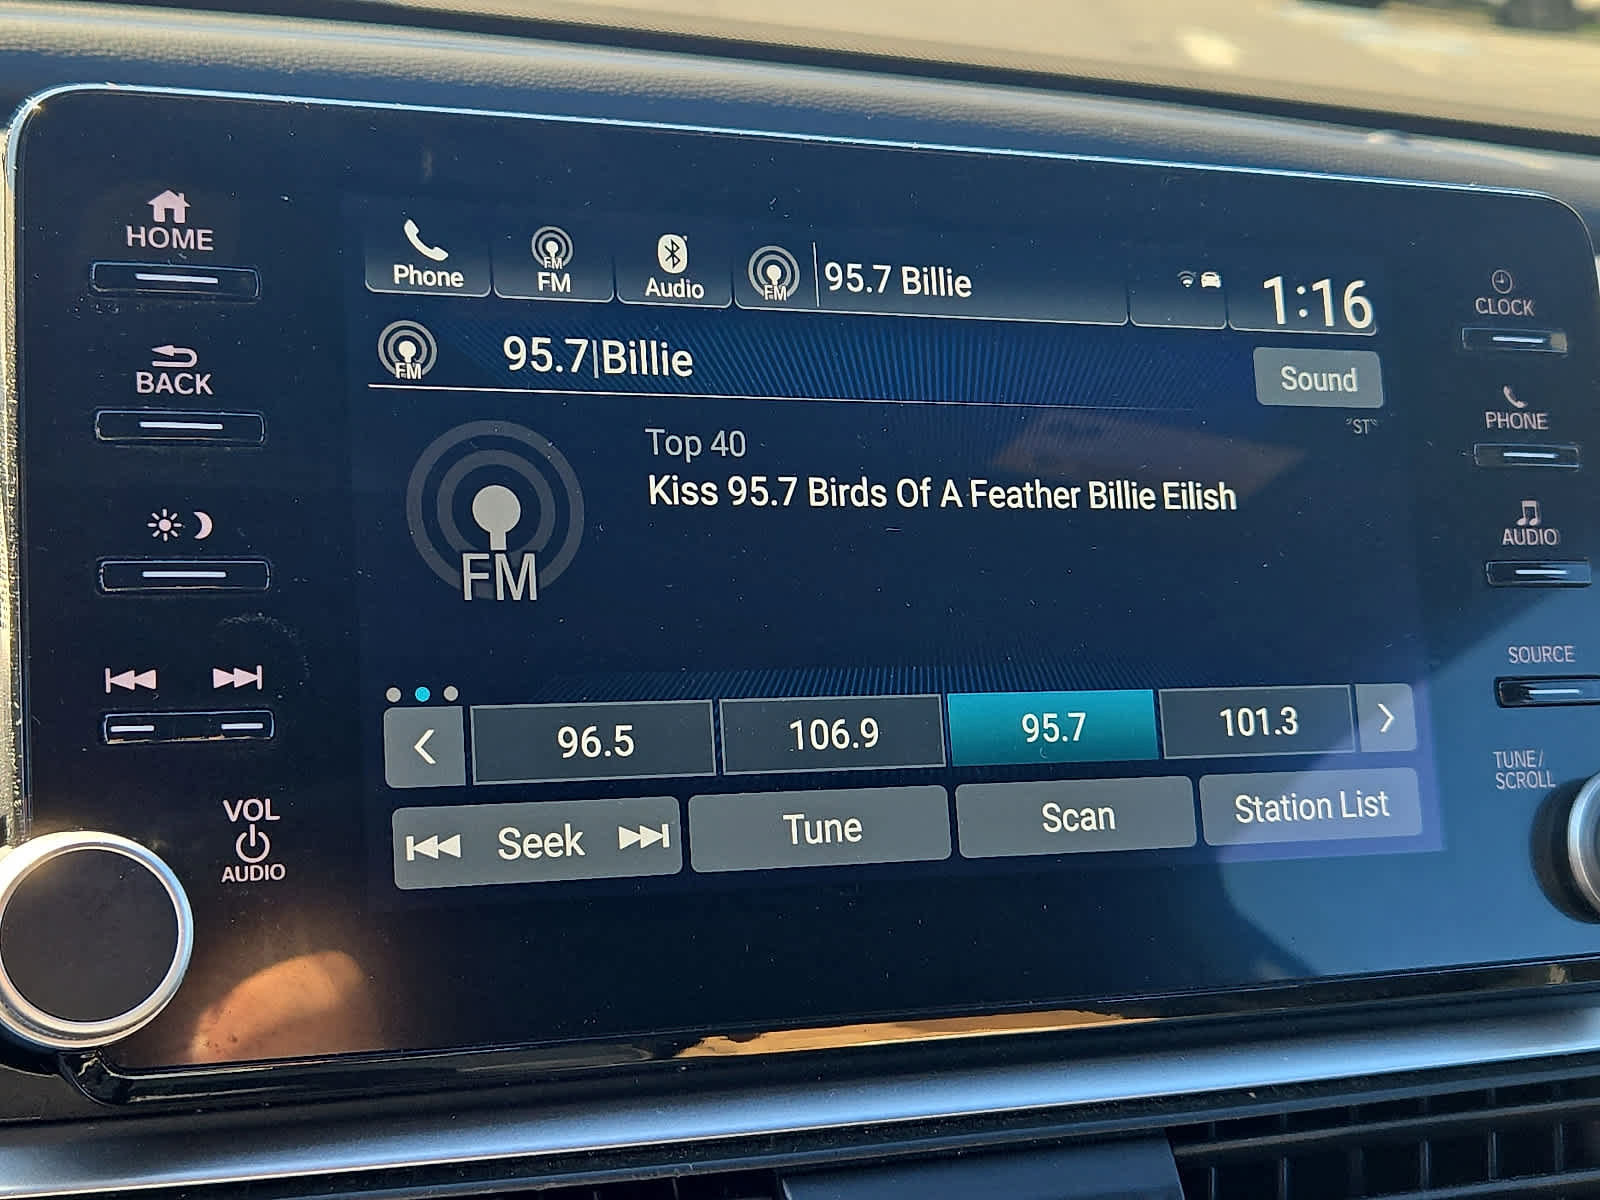 HOME
BACK
VOL
AUDIO
Phone
FM
FM
Audio
FM
95.7 Billie
1:16
FM
95.7|Billie
Sound
"ST"
Top 40
Kiss 95.7 Birds Of A Feather Billie Eilish
FM
96.5
106.9
95.7
101.3
Seek
Tune
Scan
Station List
CLOCK
PHONE
AUDIO
SOURCE
TUNE/
SCROLL